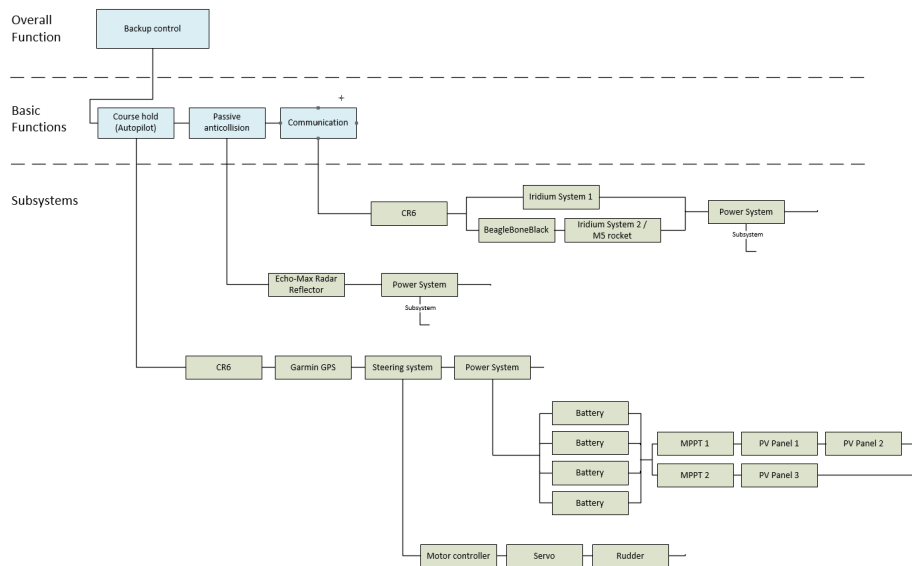 Overall
Function
Backup control
Basic
Functions
Course hold
(Autopilot)
Passive
anticollision
Communication
Subsystems
Iridium System 1
CR6
Power System
BeagleBoneBlack
Iridium System 2 /
M5 rocket
Subsystem
Echo-Max Radar
Reflector
Power System
Subsystem
CR6
Garmin GPS
Steering system
Power System
Battery
Battery
MPPT 1
PV Panel 1
PV Panel 2
Battery
MPPT 2
PV Panel 3
Battery
Motor controller
Servo
Rudder